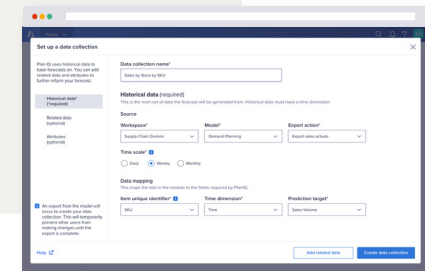 Set up a data collection
Plan IQ uses historical data to
base forecasts on. You can add
related data and attributes to
further inform your forecast.
Historical data*
(*required)
Related data
(optional)
Attributes
(optional)
An export from the model will
occur to create your data
collection. This will temporarily
prevent other users from
making changes until the
export is complete.
Help
Data collection name*
Sales by Store by SKU
Historical data (required)
This is the main set of data the forecast will be generated from. Historical data must have a time dimension.
Source
Workspace* Model* Export action*
Supply Chain Division Demand Planning Export sales actuals
Time scale*
Daily Weekly Monthly
Data mapping
This maps the lists in the module to the fields required by PlanIQ.
Item unique identifier* Time dimension* Prediction target*
SKU Time Sales Volume
Add related data Create data collection